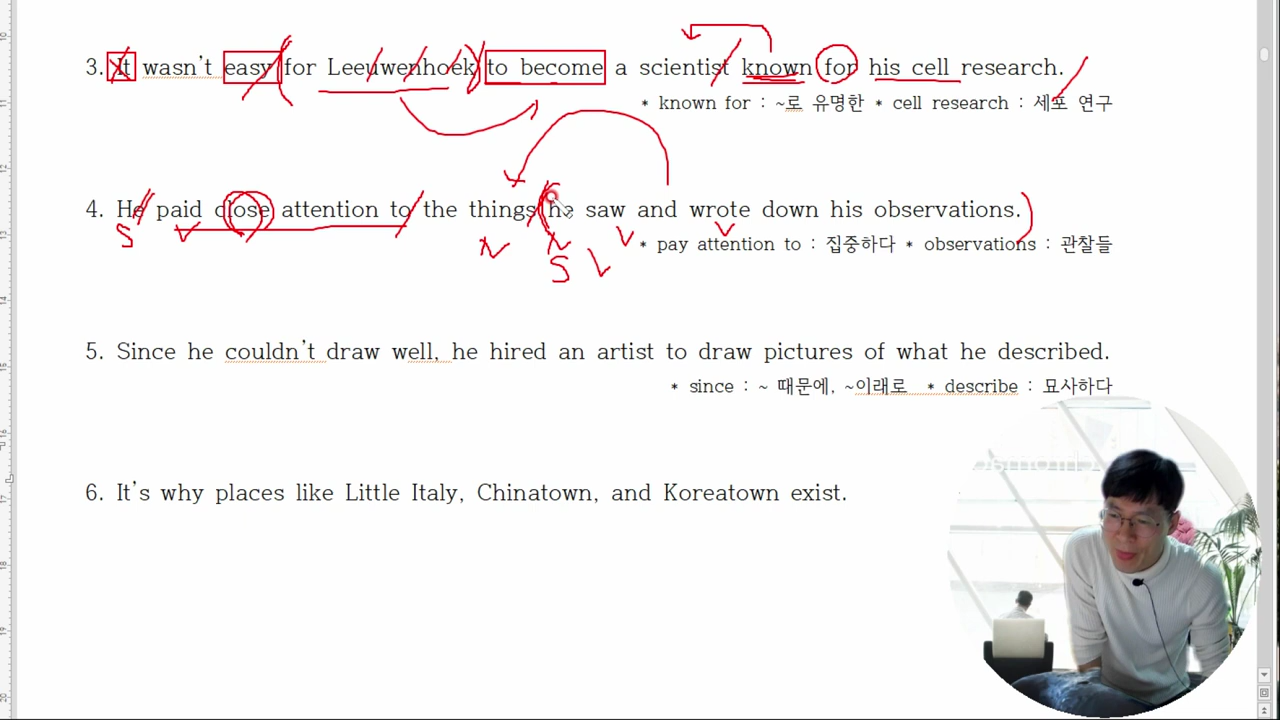 3. It wasn't easy for Leeuwenhoek to become a scientist known for his cell research.
* known for : ~로 유명한 * cell research : 세포 연구
4. He paid close attention to the things he saw and wrote down his observations.
S V N N S V V
* pay attention to : 집중하다 * observations : 관찰들
5. Since he couldn't draw well, he hired an artist to draw pictures of what he described.
* since : ~ 때문에, ~이래로 * describe : 묘사하다
6. It's why places like Little Italy, Chinatown, and Koreatown exist.